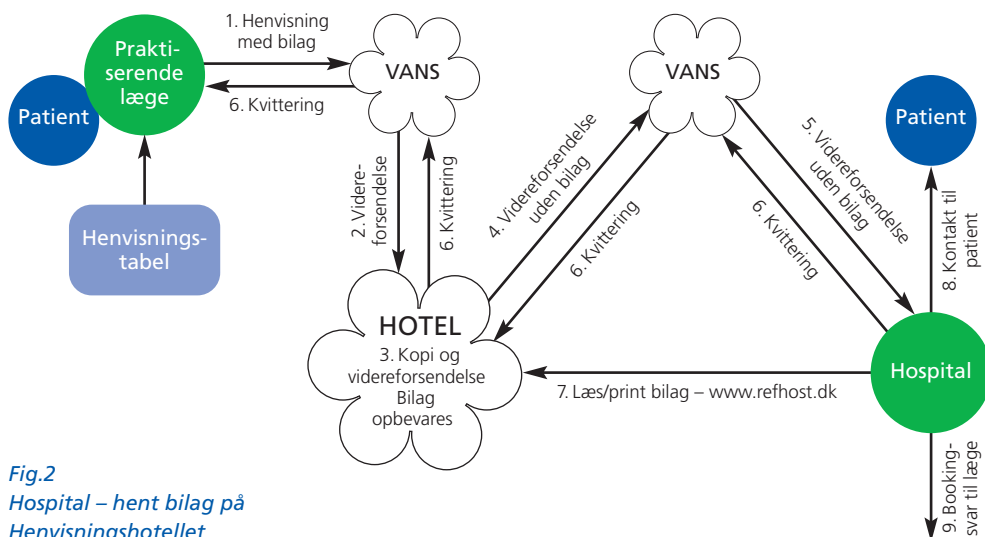 1. Henvisning
med bilag
Prakti-
serende
læge
Patient
6. Kvittering
VANS
VANS
Patient
Henvisnings-
tabel
2. Videre-
forsendelse
6. Kvittering
4. Videreforsendelse
uden bilag
6. Kvittering
5. Videreforsendelse
uden bilag
6. Kvittering
8. Kontakt til
patient
HOTEL
3. Kopi og
videreforsendelse
Bilag
opbevares
7. Læs/print bilag – www.refhost.dk
Hospital
9. Booking-
svar til læge
Fig.2
Hospital – hent bilag på
Henvisningshotellet